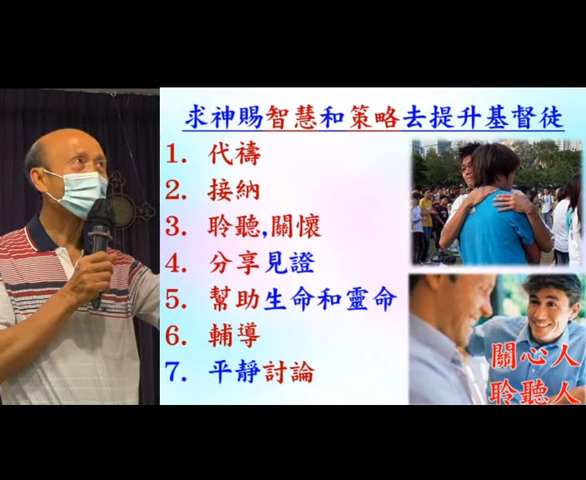 求神賜智慧和策略去提升基督徒
1. 代禱
2. 接納
3. 聆聽,關懷
4. 分享見證
5. 幫助生命和靈命
6. 輔導
7. 平靜討論
關心人
聆聽人